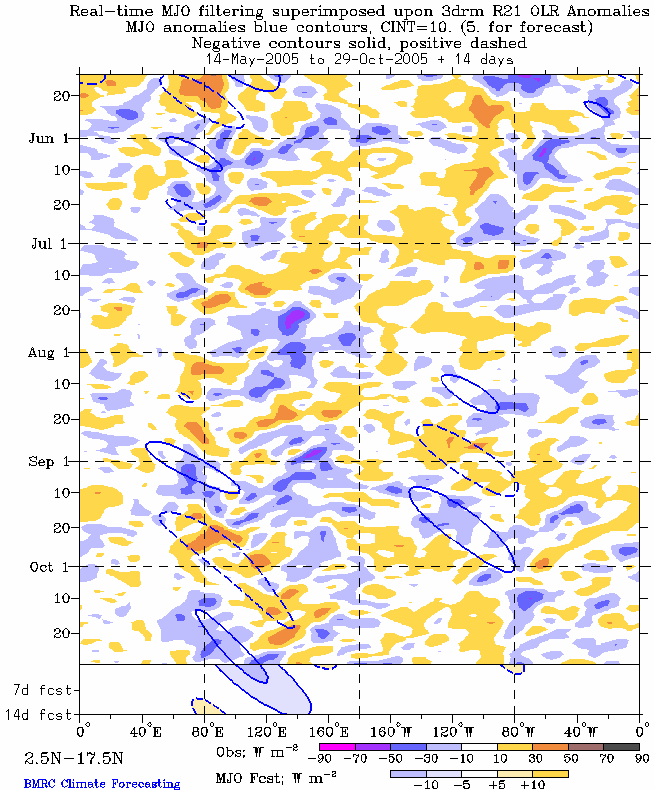 Real-time MJO filtering superimposed upon 3drm R21 OLR Anomalies
MJO anomalies blue contours, CINT=10. (5. for forecast)
Negative contours solid, positive dashed
14-May-2005 to 29-Oct-2005 + 14 days
20
Jun 1
10
20
Jul 1
10
20
Aug 1
10
20
Sep 1
10
20
Oct 1
10
20
7d fcst
14d fcst
0° 40°E 80°E 120°E 160°E 160°W 120°W 80°W 40°W 0°
2.5N-17.5N
Obs; W m⁻²
-90 -70 -50 -30 -10 10 30 50 70 90
BMRC Climate Forecasting
MJO Fcst; W m⁻²
-10 -5 +5 +10